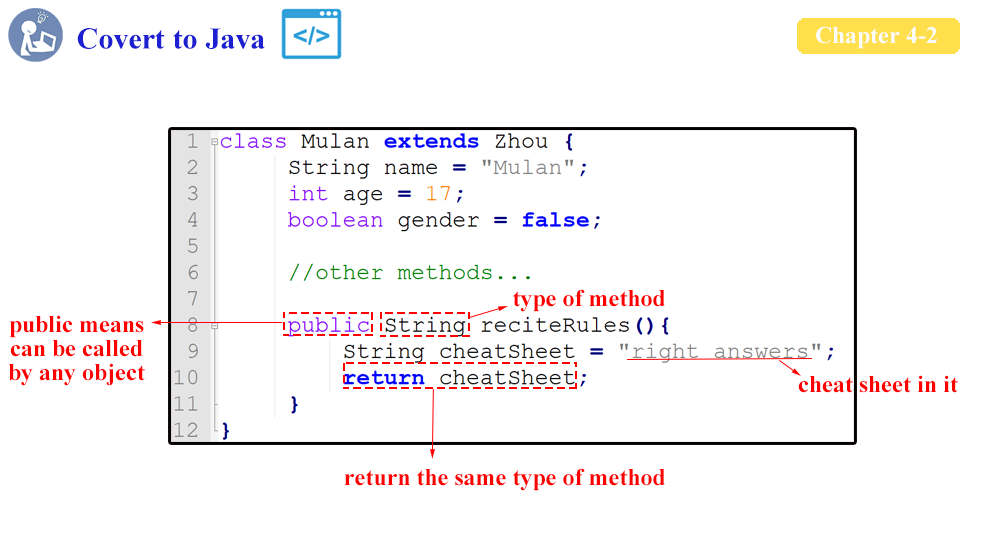 Covert to Java
</>
Chapter 4-2
1 class Mulan extends Zhou {
2 String name = "Mulan";
3 int age = 17;
4 boolean gender = false;
5
6 //other methods...
7
type of method
8 public String reciteRules(){
public means
can be called
by any object
9 String cheatSheet = "right answers";
10 return cheatSheet;
cheat sheet in it
11 }
12 }
return the same type of method